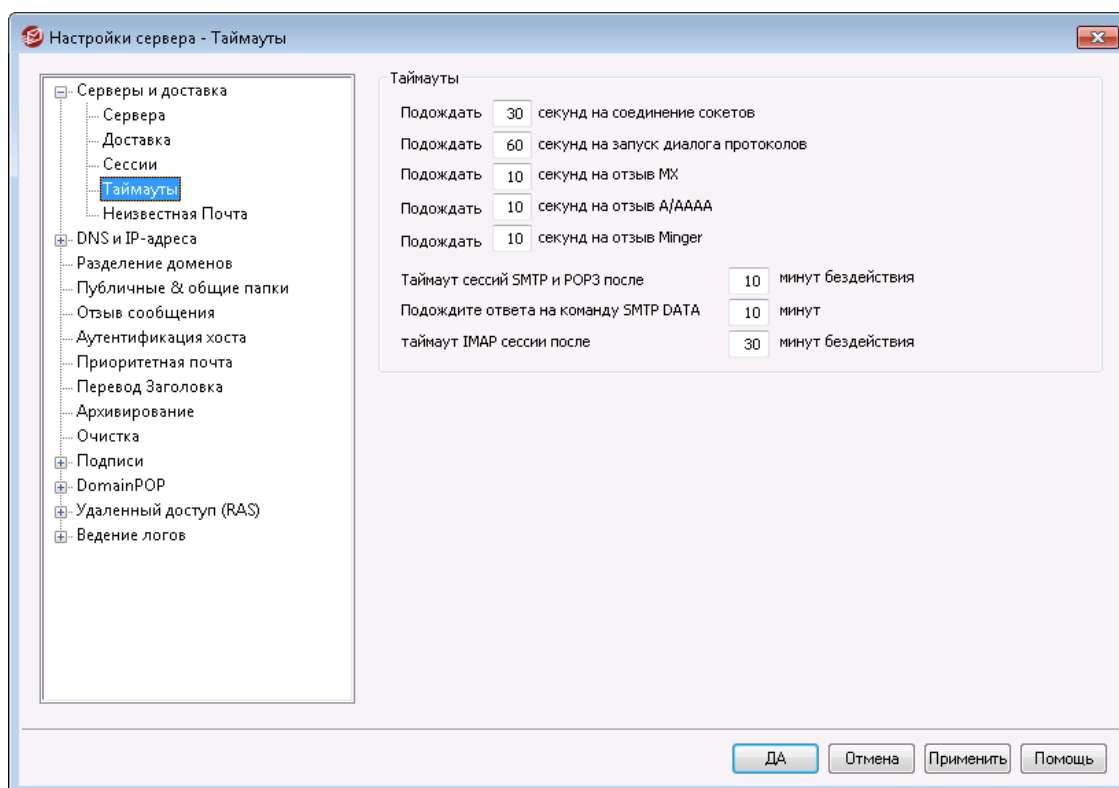 Настройки сервера - Таймауты
Серверы и доставка
Сервера
Доставка
Сессии
Таймауты
Неизвестная Почта
DNS и IP-адреса
Разделение доменов
Публичные & общие папки
Отзыв сообщения
Аутентификация хоста
Приоритетная почта
Перевод Заголовка
Архивирование
Очистка
Подписи
DomainPOP
Удаленный доступ (RAS)
Ведение логов
Таймауты
Подождать 30 секунд на соединение сокетов
Подождать 60 секунд на запуск диалога протоколов
Подождать 10 секунд на отзыв MX
Подождать 10 секунд на отзыв A/AAAA
Подождать 10 секунд на отзыв Minger
Таймаут сессий SMTP и POP3 после 10 минут бездействия
Подождите ответа на команду SMTP DATA 10 минут
таймаут IMAP сессии после 30 минут бездействия
ДА Отмена Применить Помощь